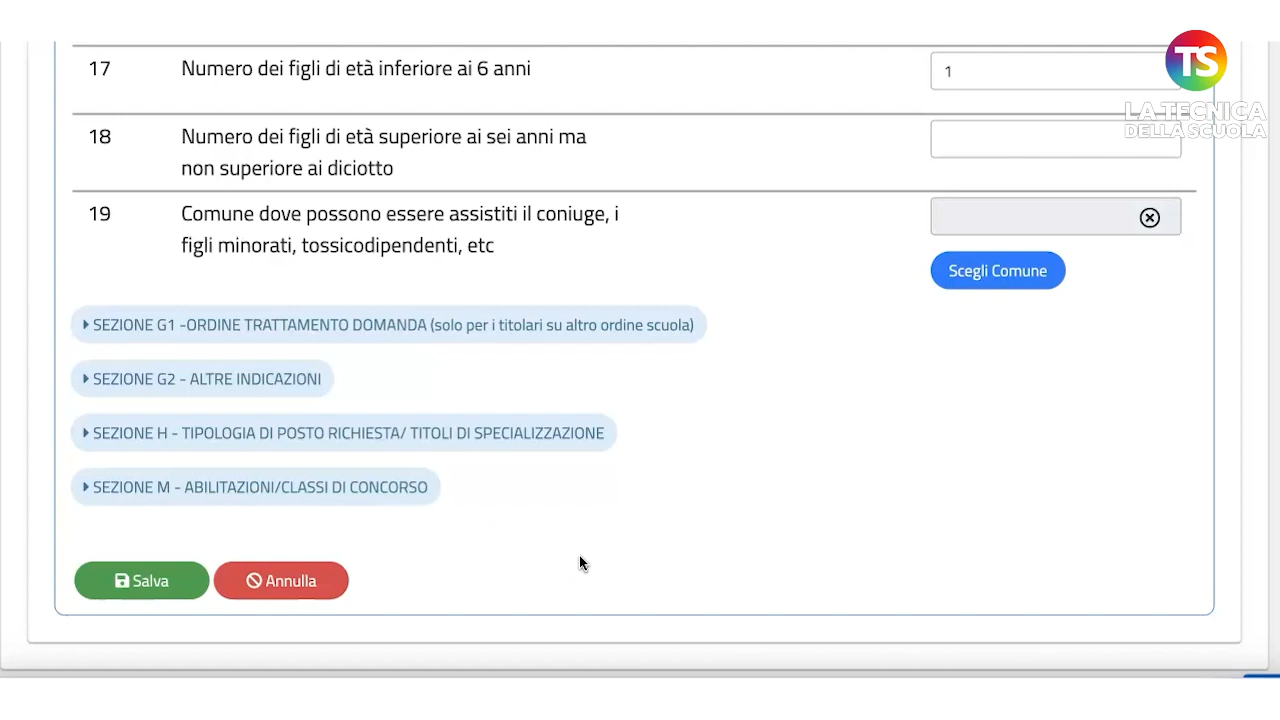 TS
LA TECNICA
DELLA SCUOLA
17 Numero dei figli di età inferiore ai 6 anni 1
18 Numero dei figli di età superiore ai sei anni ma
non superiore ai diciotto
19 Comune dove possono essere assistiti il coniuge, i
figli minorati, tossicodipendenti, etc
Scegli Comune
SEZIONE G1 -ORDINE TRATTAMENTO DOMANDA (solo per i titolari su altro ordine scuola)
SEZIONE G2 - ALTRE INDICAZIONI
SEZIONE H - TIPOLOGIA DI POSTO RICHIESTA/ TITOLI DI SPECIALIZZAZIONE
SEZIONE M - ABILITAZIONI/CLASSI DI CONCORSO
Salva Annulla